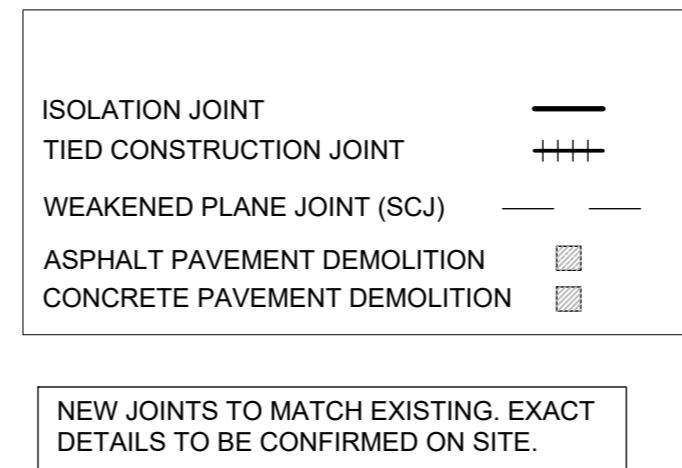 ISOLATION JOINT
TIED CONSTRUCTION JOINT
WEAKENED PLANE JOINT (SCJ)
ASPHALT PAVEMENT DEMOLITION
CONCRETE PAVEMENT DEMOLITION
NEW JOINTS TO MATCH EXISTING. EXACT
DETAILS TO BE CONFIRMED ON SITE.